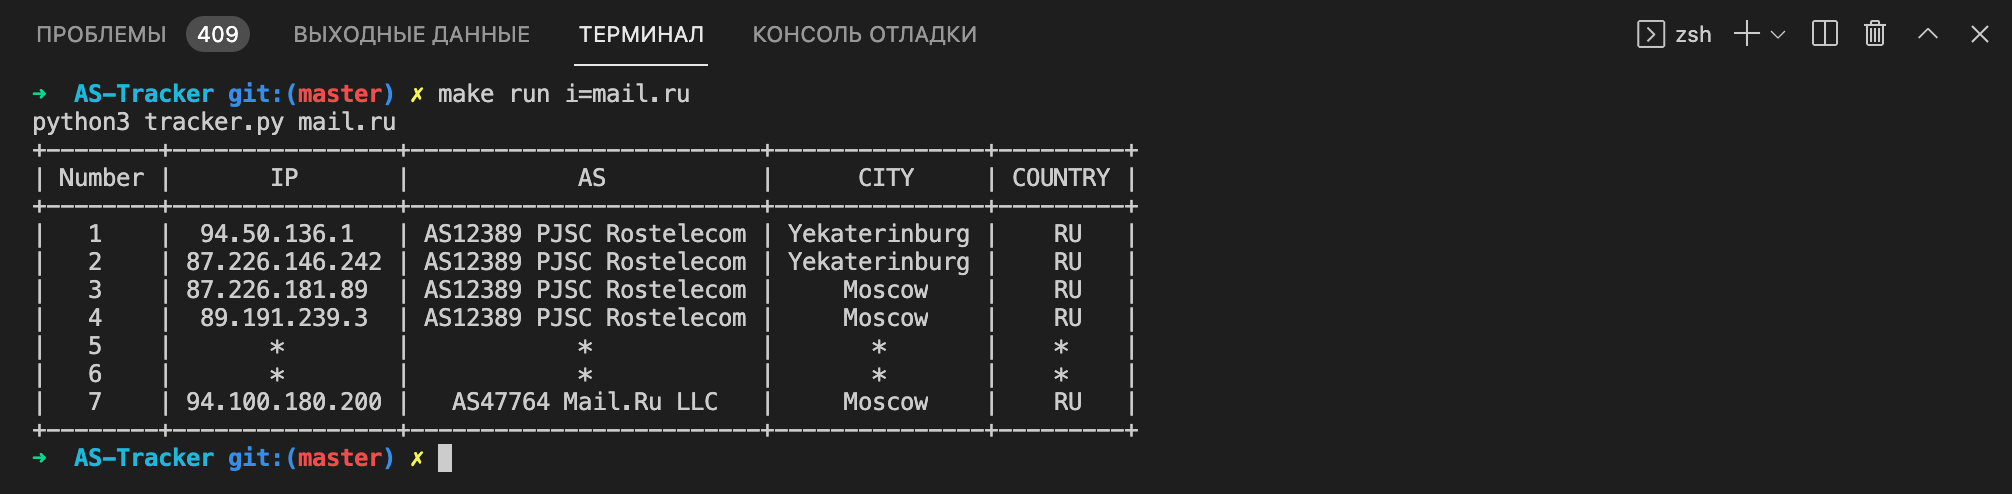 ПРОБЛЕМЫ 409 ВЫХОДНЫЕ ДАННЫЕ ТЕРМИНАЛ КОНСОЛЬ ОТЛАДКИ zsh
➜  AS-Tracker git:(master) ✗ make run i=mail.ru
python3 tracker.py mail.ru
+--------+----------------+-------------------------+---------------+---------+
| Number |       IP       |            AS           |      CITY     | COUNTRY |
+--------+----------------+-------------------------+---------------+---------+
|   1    |  94.50.136.1   | AS12389 PJSC Rostelecom | Yekaterinburg |    RU   |
|   2    | 87.226.146.242 | AS12389 PJSC Rostelecom | Yekaterinburg |    RU   |
|   3    | 87.226.181.89  | AS12389 PJSC Rostelecom |     Moscow    |    RU   |
|   4    |  89.191.239.3  | AS12389 PJSC Rostelecom |     Moscow    |    RU   |
|   5    |       *        |            *            |       *       |    *    |
|   6    |       *        |            *            |       *       |    *    |
|   7    | 94.100.180.200 |   AS47764 Mail.Ru LLC   |     Moscow    |    RU   |
+--------+----------------+-------------------------+---------------+---------+
➜  AS-Tracker git:(master) ✗